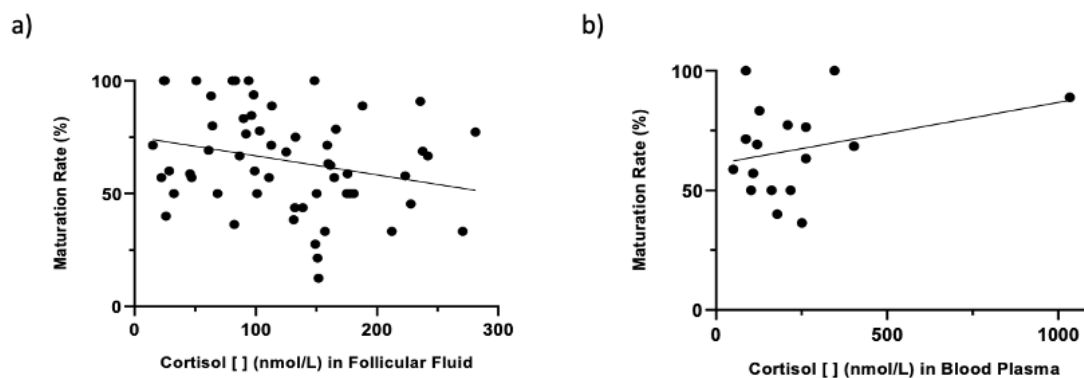 a)
Maturation Rate (%)
100
50
0
0
100
200
300
Cortisol [ ] (nmol/L) in Follicular Fluid
b)
Maturation Rate (%)
100
50
0
0
500
1000
Cortisol [ ] (nmol/L) in Blood Plasma